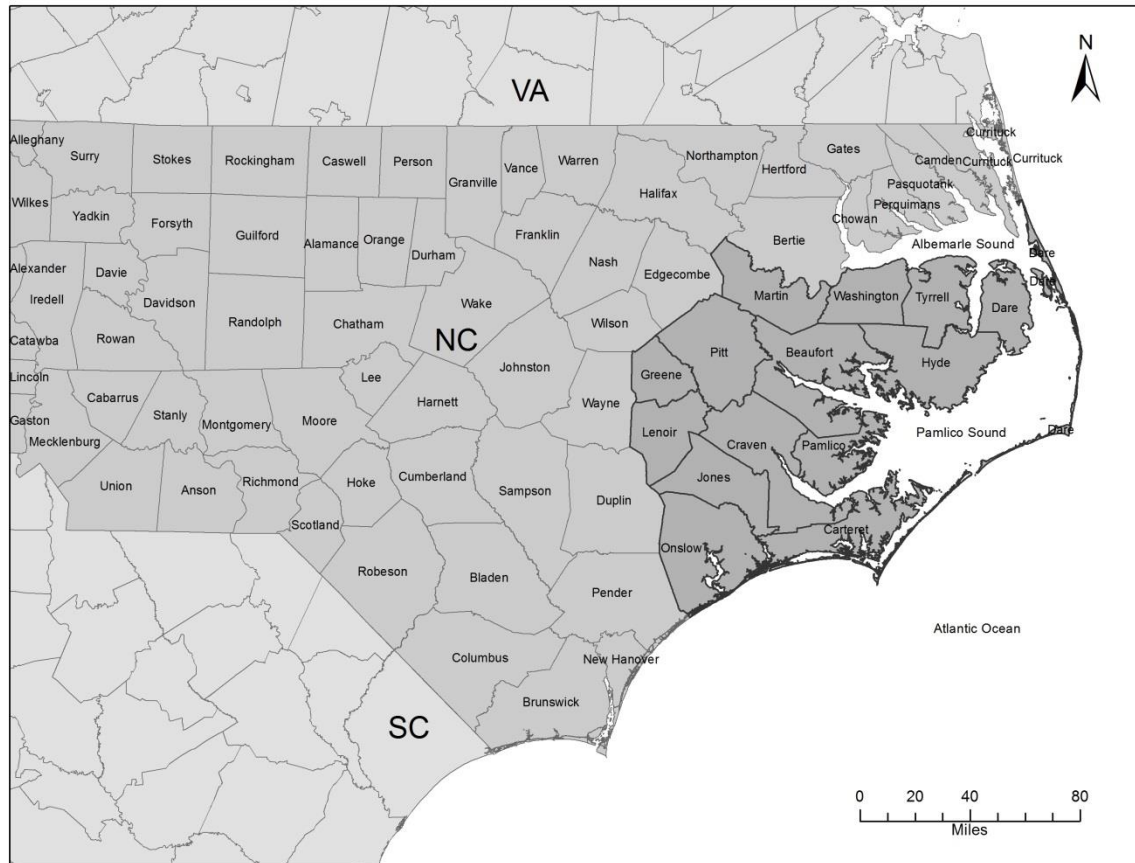 N
VA
Alleghany
Surry
Stokes
Rockingham
Caswell
Person
Granville
Vance
Warren
Northampton
Halifax
Hertford
Gates
Currituck
Camden
Currituck
Currituck
Pasquotank
Perquimans
Chowan
Wilkes
Yadkin
Forsyth
Guilford
Alamance
Orange
Durham
Franklin
Nash
Edgecombe
Bertie
Albemarle Sound
Alexander
Davie
Iredell
Davidson
Randolph
Chatham
Wake
NC
Wilson
Martin
Washington
Tyrrell
Dare
Dare
Dare
Catawba
Rowan
Lee
Johnston
Greene
Pitt
Beaufort
Hyde
Lincoln
Cabarrus
Stanly
Montgomery
Moore
Harnett
Wayne
Lenoir
Craven
Pamlico
Pamlico Sound
Dare
Gaston
Mecklenburg
Union
Anson
Richmond
Hoke
Cumberland
Sampson
Duplin
Jones
Scotland
Onslow
Carteret
Robeson
Bladen
Pender
Atlantic Ocean
Columbus
New Hanover
Brunswick
SC
0 20 40 80
Miles